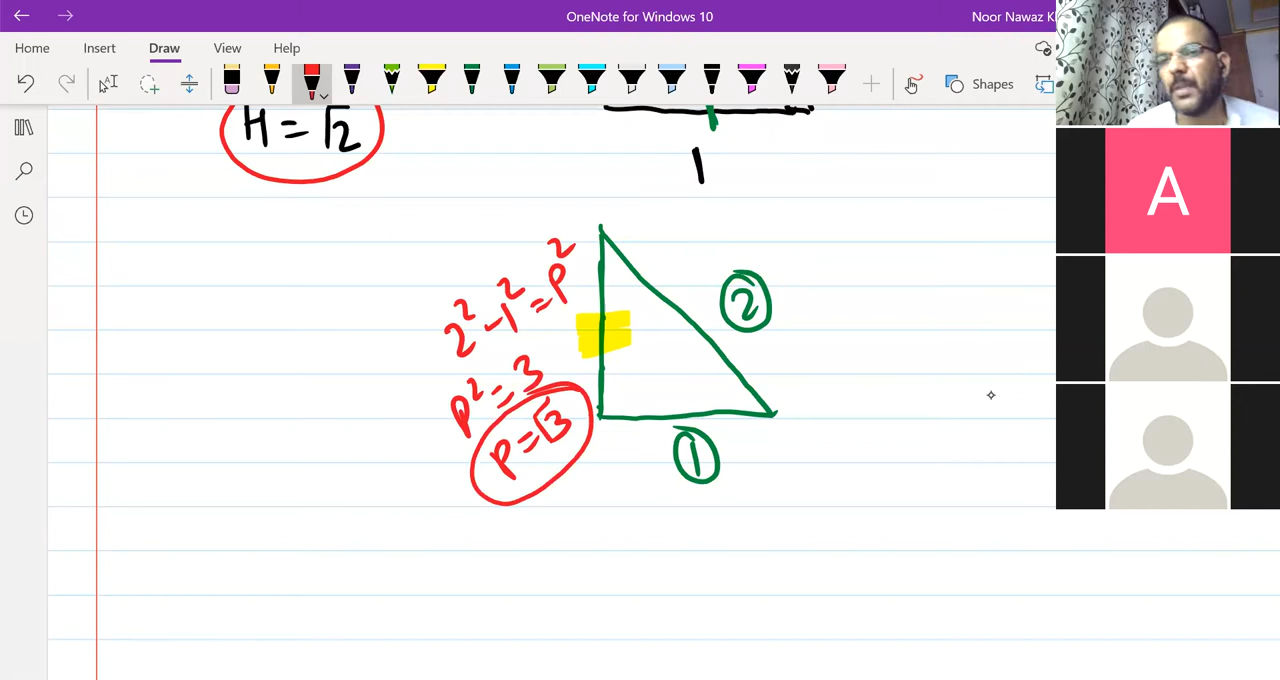 OneNote for Windows 10
Noor Nawaz K
Home Insert Draw View Help
Shapes
H = √2
1
2² - 1² = P²
P² = 3
P = √3
2
1
A